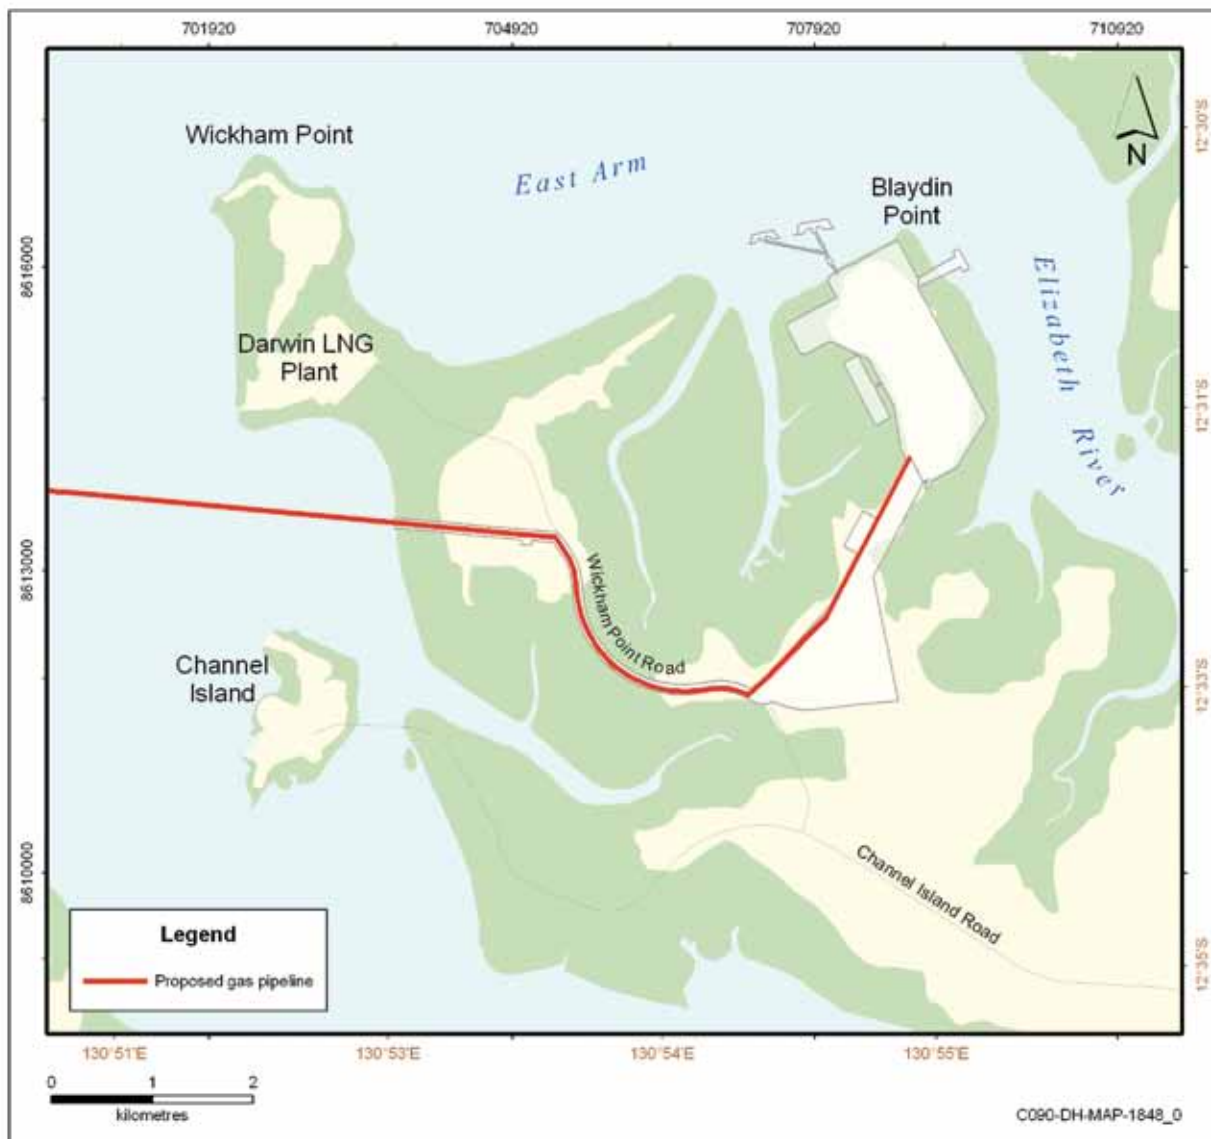 701920
704920
707920
710920
Wickham Point
East Arm
N
12°30'S
Blaydin
Point
8616000
Elizabeth River
Darwin LNG
Plant
12°31'S
8613000
Wickham Point Road
Channel
Island
12°33'S
8610000
Channel Island Road
Legend
Proposed gas pipeline
12°35'S
130°51'E
130°53'E
130°54'E
130°55'E
0 1 2
kilometres
C090-DH-MAP-1848_0